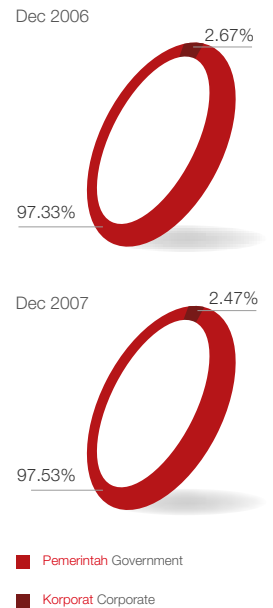 Dec 2006
2.67%
97.33%
Dec 2007
2.47%
97.53%
Pemerintah Government
Korporat Corporate